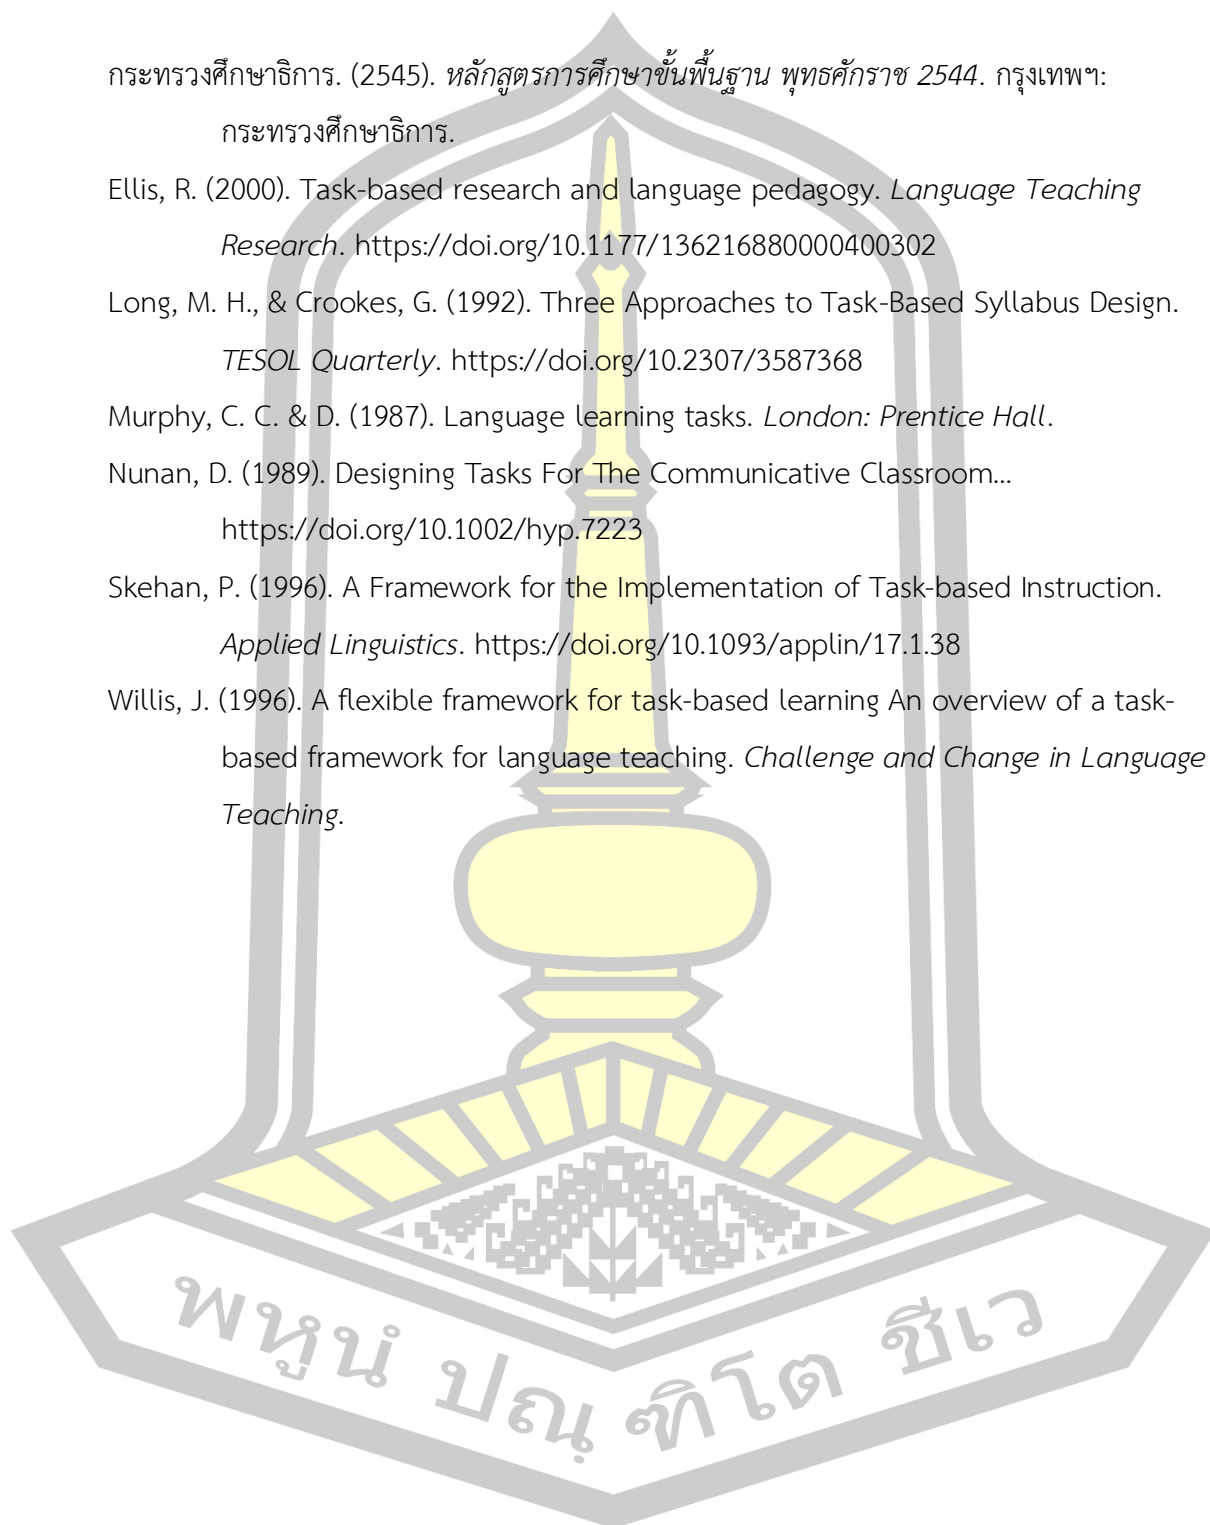 กระทรวงศึกษาธิการ. (2545). หลักสูตรการศึกษาขั้นพื้นฐาน พุทธศักราช 2544. กรุงเทพฯ:
กระทรวงศึกษาธิการ.
Ellis, R. (2000). Task-based research and language pedagogy. Language Teaching
Research. https://doi.org/10.1177/136216880000400302
Long, M. H., & Crookes, G. (1992). Three Approaches to Task-Based Syllabus Design.
TESOL Quarterly. https://doi.org/10.2307/3587368
Murphy, C. C. & D. (1987). Language learning tasks. London: Prentice Hall.
Nunan, D. (1989). Designing Tasks For The Communicative Classroom...
https://doi.org/10.1002/hyp.7223
Skehan, P. (1996). A Framework for the Implementation of Task-based Instruction.
Applied Linguistics. https://doi.org/10.1093/applin/17.1.38
Willis, J. (1996). A flexible framework for task-based learning An overview of a task-
based framework for language teaching. Challenge and Change in Language
Teaching.
พหูนํ ปณฺฑิโต ชีเว